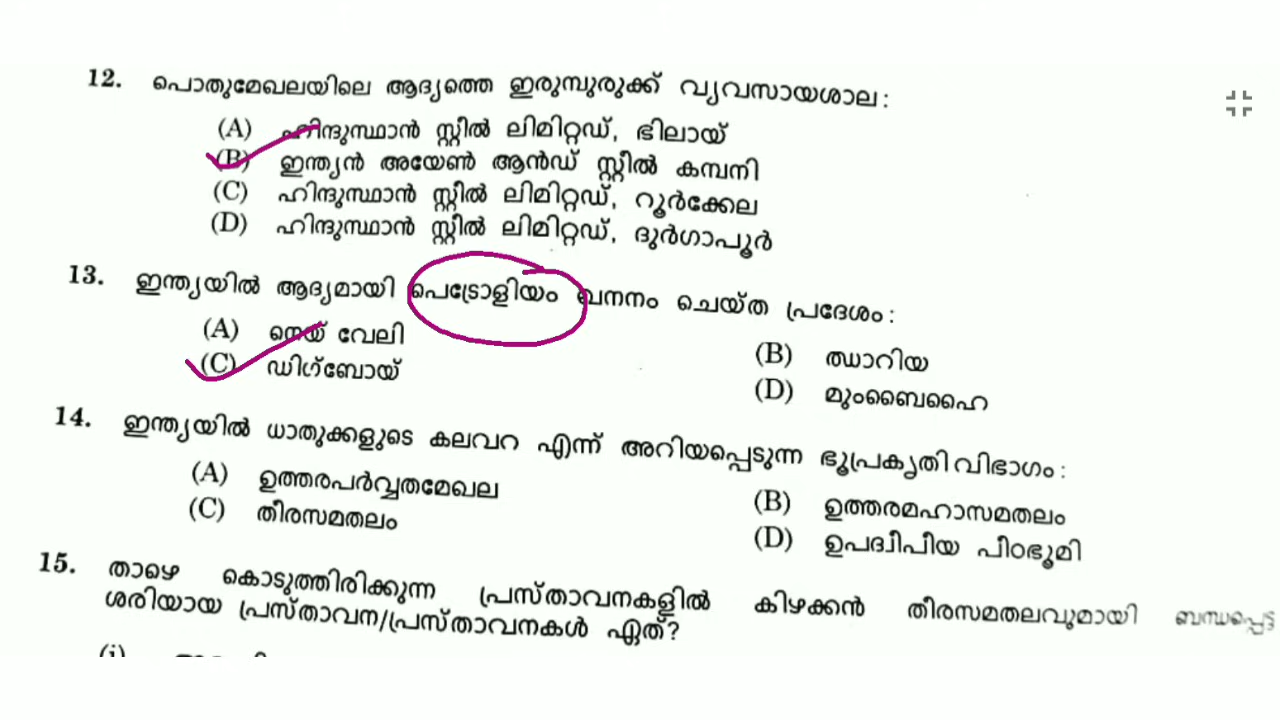 12. പൊതുമേഖലയിലെ ആദ്യത്തെ ഇരുമ്പുരുക്ക് വ്യവസായശാല :
(A) ഹിന്ദുസ്ഥാൻ സ്റ്റീൽ ലിമിറ്റഡ്, ഭിലായ്
(B) ഇന്ത്യൻ അയേൺ ആൻഡ് സ്റ്റീൽ കമ്പനി
(C) ഹിന്ദുസ്ഥാൻ സ്റ്റീൽ ലിമിറ്റഡ്, റൂർക്കേല
(D) ഹിന്ദുസ്ഥാൻ സ്റ്റീൽ ലിമിറ്റഡ്, ദുർഗാപൂർ
13. ഇന്ത്യയിൽ ആദ്യമായി പെട്രോളിയം ഖനനം ചെയ്ത പ്രദേശം :
(A) നെയ് വേലി (B) ഝാറിയ
(C) ഡിഗ്ബോയ് (D) മുംബൈഹൈ
14. ഇന്ത്യയിൽ ധാതുക്കളുടെ കലവറ എന്ന് അറിയപ്പെടുന്ന ഭൂപ്രകൃതി വിഭാഗം :
(A) ഉത്തരപർവ്വതമേഖല (B) ഉത്തരമഹാസമതലം
(C) തീരസമതലം (D) ഉപദ്വീപീയ പീഠഭൂമി
15. താഴെ കൊടുത്തിരിക്കുന്ന പ്രസ്താവനകളിൽ കിഴക്കൻ തീരസമതലവുമായി ബന്ധപ്പെട്ട
ശരിയായ പ്രസ്താവന/പ്രസ്താവനകൾ ഏത്?
(i)